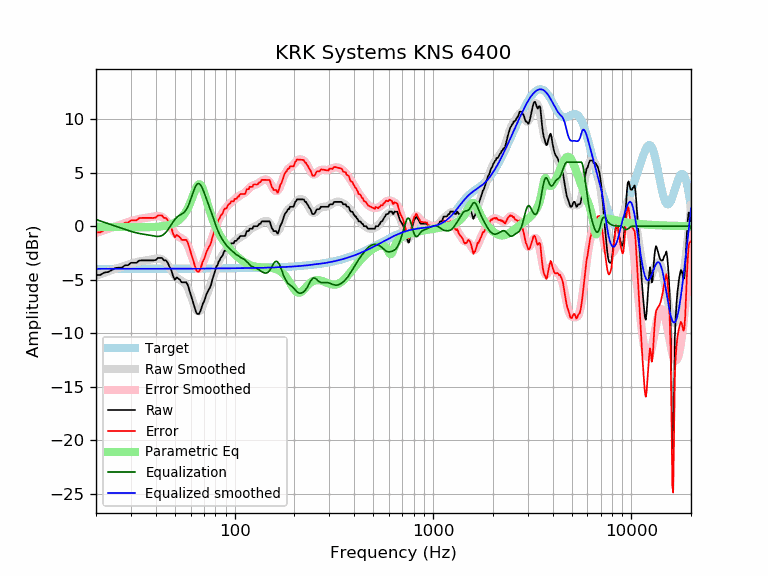 KRK Systems KNS 6400
Amplitude (dBr)
10
5
0
−5
−10
−15
−20
−25
Target
Raw Smoothed
Error Smoothed
Raw
Error
Parametric Eq
Equalization
Equalized smoothed
100
1000
10000
Frequency (Hz)